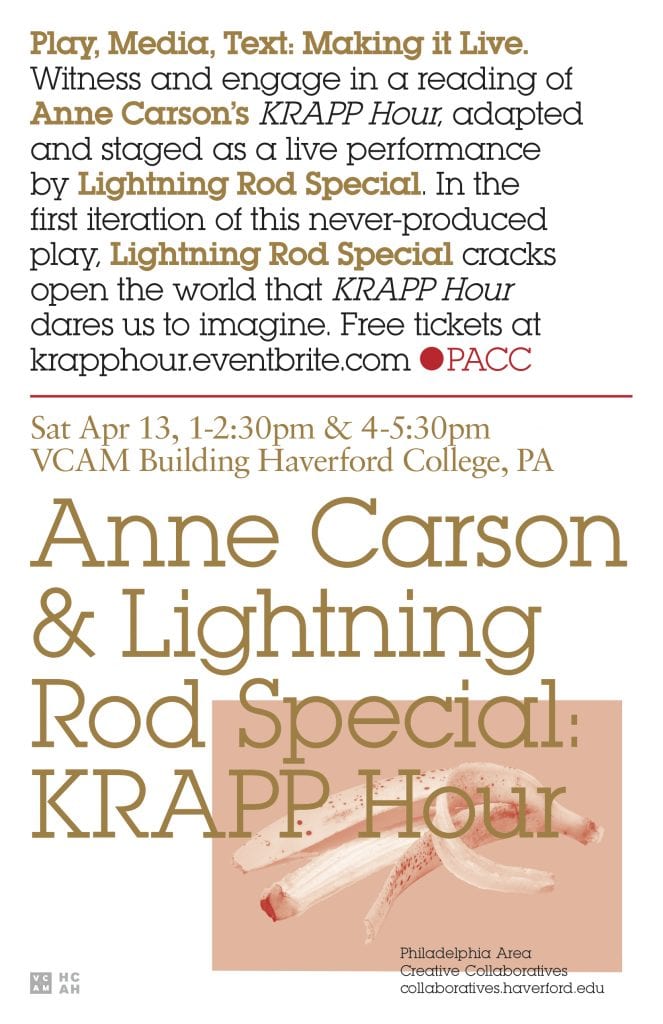 Play, Media, Text: Making it Live.
Witness and engage in a reading of
Anne Carson’s KRAPP Hour, adapted
and staged as a live performance
by Lightning Rod Special. In the
first iteration of this never-produced
play, Lightning Rod Special cracks
open the world that KRAPP Hour
dares us to imagine. Free tickets at
krapphour.eventbrite.com ●PACC
Sat Apr 13, 1-2:30pm & 4-5:30pm
VCAM Building Haverford College, PA
Anne Carson
& Lightning
Rod Special:
KRAPP Hour
Philadelphia Area
Creative Collaboratives
collaboratives.haverford.edu
VC HC
AM AH